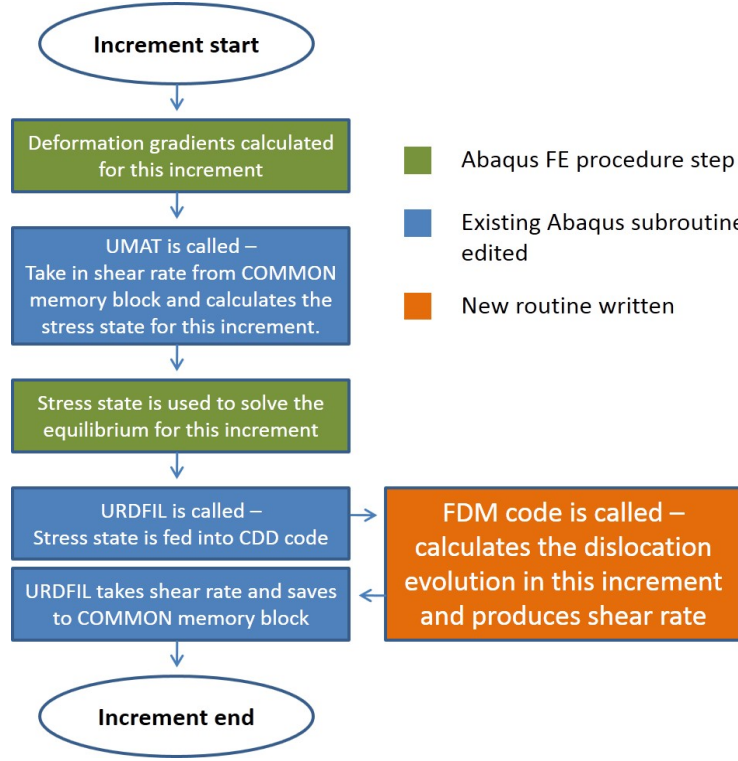 Increment start
Deformation gradients calculated
for this increment
UMAT is called –
Take in shear rate from COMMON
memory block and calculates the
stress state for this increment.
Stress state is used to solve the
equilibrium for this increment
URDFIL is called –
Stress state is fed into CDD code
URDFIL takes shear rate and saves
to COMMON memory block
Increment end
FDM code is called –
calculates the dislocation
evolution in this increment
and produces shear rate
Abaqus FE procedure step
Existing Abaqus subroutine
edited
New routine written